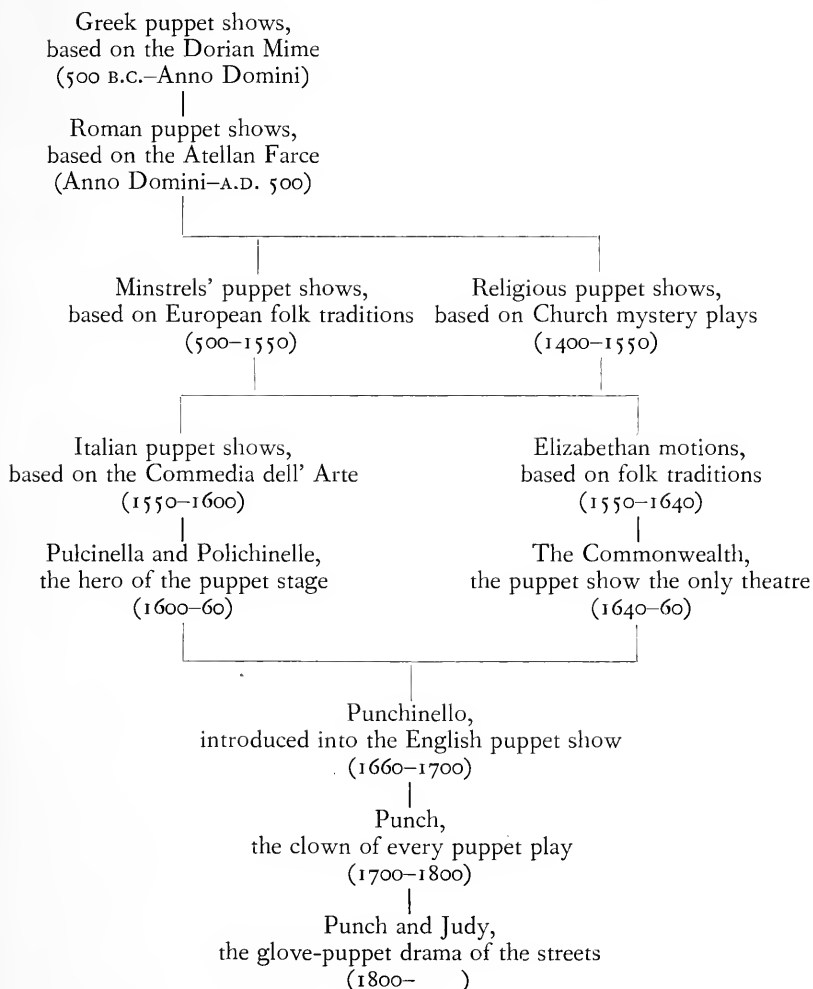 Greek puppet shows,
based on the Dorian Mime
(500 B.C.–Anno Domini)
Roman puppet shows,
based on the Atellan Farce
(Anno Domini–A.D. 500)
Minstrels' puppet shows,
based on European folk traditions
(500–1550)
Religious puppet shows,
based on Church mystery plays
(1400–1550)
Italian puppet shows,
based on the Commedia dell' Arte
(1550–1600)
Pulcinella and Polichinelle,
the hero of the puppet stage
(1600–60)
Elizabethan motions,
based on folk traditions
(1550–1640)
The Commonwealth,
the puppet show the only theatre
(1640–60)
Punchinello,
introduced into the English puppet show
(1660–1700)
Punch,
the clown of every puppet play
(1700–1800)
Punch and Judy,
the glove-puppet drama of the streets
(1800–      )